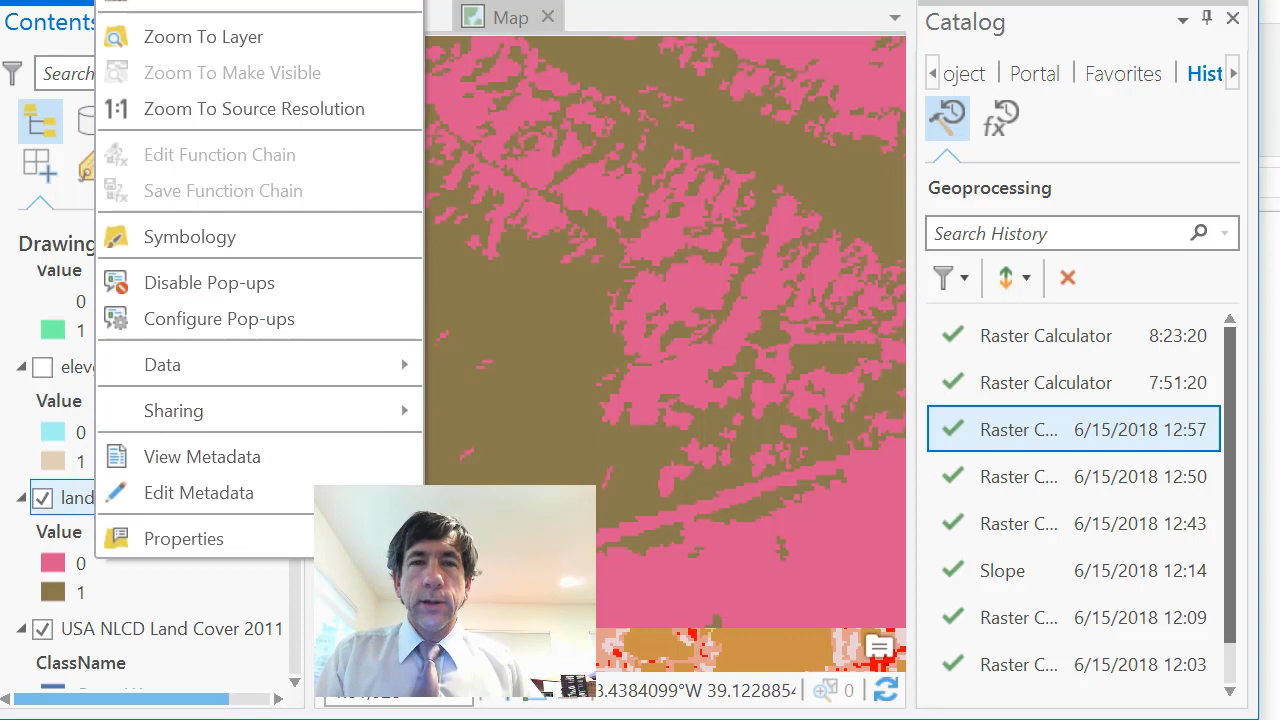 Contents
Search
Drawing
Value
0
1
elev
Value
0
1
land
Value
0
1
USA NLCD Land Cover 2011
ClassName
Zoom To Layer
Zoom To Make Visible
1:1 Zoom To Source Resolution
Edit Function Chain
Save Function Chain
Symbology
Disable Pop-ups
Configure Pop-ups
Data
Sharing
View Metadata
Edit Metadata
Properties
Map
3.4384099°W 39.122885
0
Catalog
oject Portal Favorites Hist
fx
Geoprocessing
Search History
Raster Calculator 8:23:20
Raster Calculator 7:51:20
Raster C... 6/15/2018 12:57
Raster C... 6/15/2018 12:50
Raster C... 6/15/2018 12:43
Slope 6/15/2018 12:14
Raster C... 6/15/2018 12:09
Raster C... 6/15/2018 12:03